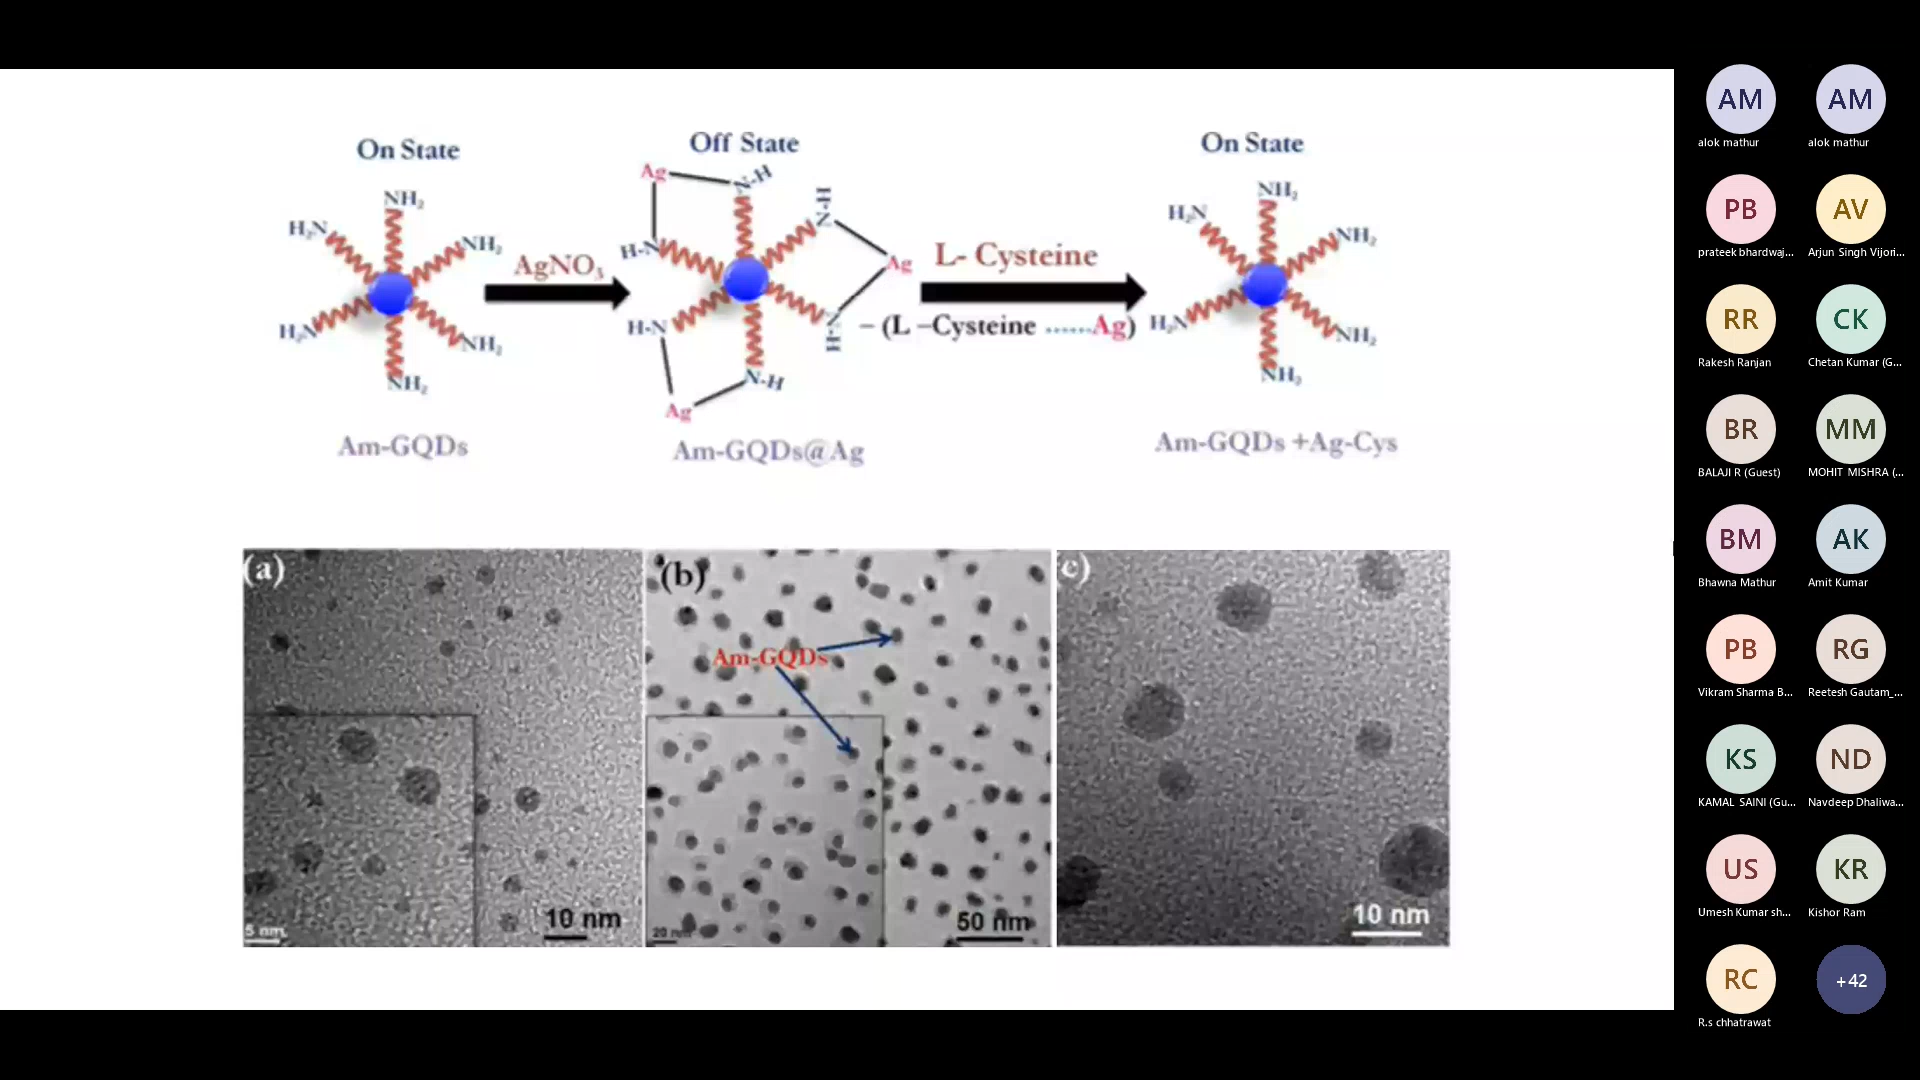 On State
Off State
On State
NH₂
H₂N
NH₂
H₂N
NH₂
NH₂
AgNO₃
Ag
N-H
N-H
H-N
Ag
H-N
N-H
N-H
Ag
L- Cysteine
– (L –Cysteine ......Ag)
NH₂
H₂N
NH₂
H₂N
NH₂
NH₂
Am-GQDs
Am-GQDs@Ag
Am-GQDs +Ag-Cys
(a)
5 nm
10 nm
(b)
Am-GQDs
20 nm
50 nm
c)
10 nm
AM
alok mathur
AM
alok mathur
PB
prateek bhardwaj...
AV
Arjun Singh Vijori...
RR
Rakesh Ranjan
CK
Chetan Kumar (G...
BR
BALAJI R (Guest)
MM
MOHIT MISHRA (...
BM
Bhawna Mathur
AK
Amit Kumar
PB
Vikram Sharma B...
RG
Reetesh Gautam_...
KS
KAMAL SAINI (Gu...
ND
Navdeep Dhaliwa...
US
Umesh Kumar sh...
KR
Kishor Ram
RC
R.s chhatrawat
+42